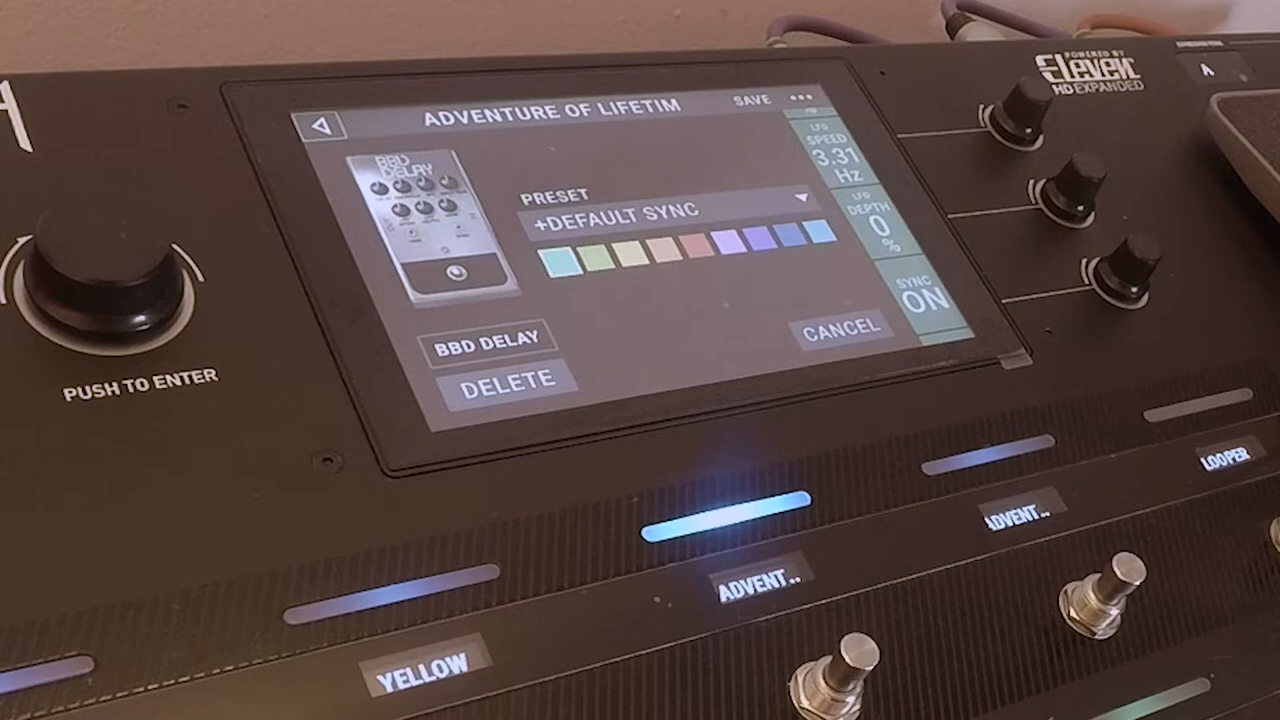 POWERED BY
ELEVEN
HD EXPANDED
ADVENTURE OF LIFETIM
SAVE
BBD
DELAY
PRESET
+DEFAULT SYNC
LFO
SPEED
3.31
Hz
LFO
DEPTH
0
%
SYNC
ON
CANCEL
BBD DELAY
DELETE
PUSH TO ENTER
LOOPER
ADVENT..
ADVENT..
YELLOW